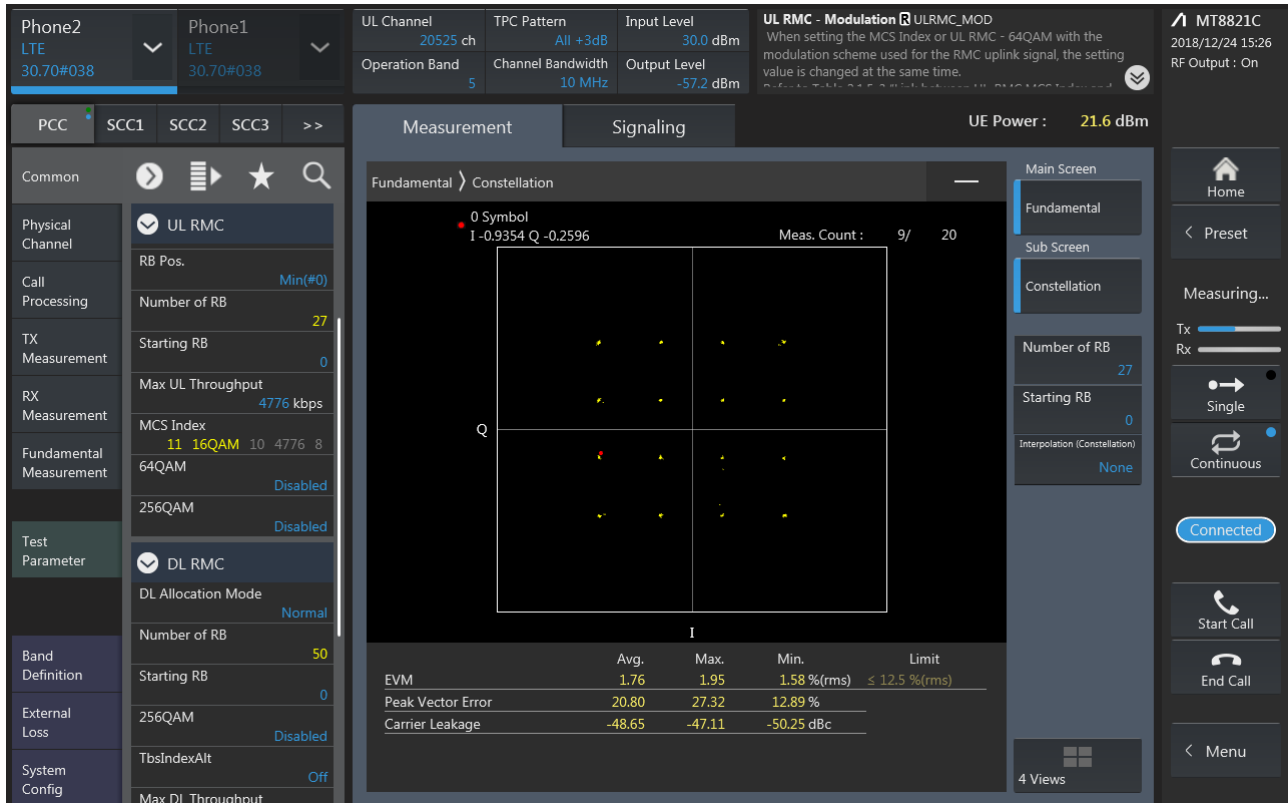 Phone2
LTE
30.70#038
Phone1
LTE
30.70#038
UL Channel
20525 ch
TPC Pattern
All +3dB
Input Level
30.0 dBm
Operation Band
5
Channel Bandwidth
10 MHz
Output Level
-57.2 dBm
UL RMC - Modulation R ULRMC_MOD
When setting the MCS Index or UL RMC - 64QAM with the
modulation scheme used for the RMC uplink signal, the setting
value is changed at the same time.
MT8821C
2018/12/24 15:26
RF Output : On
PCC SCC1 SCC2 SCC3 >>
Measurement Signaling
UE Power : 21.6 dBm
Common
Physical
Channel
Call
Processing
TX
Measurement
RX
Measurement
Fundamental
Measurement
Test
Parameter
Band
Definition
External
Loss
System
Config
UL RMC
RB Pos.
Min(#0)
Number of RB
27
Starting RB
0
Max UL Throughput
4776 kbps
MCS Index
11 16QAM 10 4776 8
64QAM
Disabled
256QAM
Disabled
DL RMC
DL Allocation Mode
Normal
Number of RB
50
Starting RB
0
256QAM
Disabled
TbsIndexAlt
Off
Max DL Throughput
Fundamental 〉 Constellation
0 Symbol
I -0.9354 Q -0.2596
Meas. Count : 9/ 20
Q
I
Avg. Max. Min. Limit
EVM 1.76 1.95 1.58 %(rms) ≤ 12.5 %(rms)
Peak Vector Error 20.80 27.32 12.89 %
Carrier Leakage -48.65 -47.11 -50.25 dBc
Main Screen
Fundamental
Sub Screen
Constellation
Number of RB
27
Starting RB
0
Interpolation (Constellation)
None
4 Views
Home
< Preset
Measuring...
Tx
Rx
Single
Continuous
Connected
Start Call
End Call
< Menu